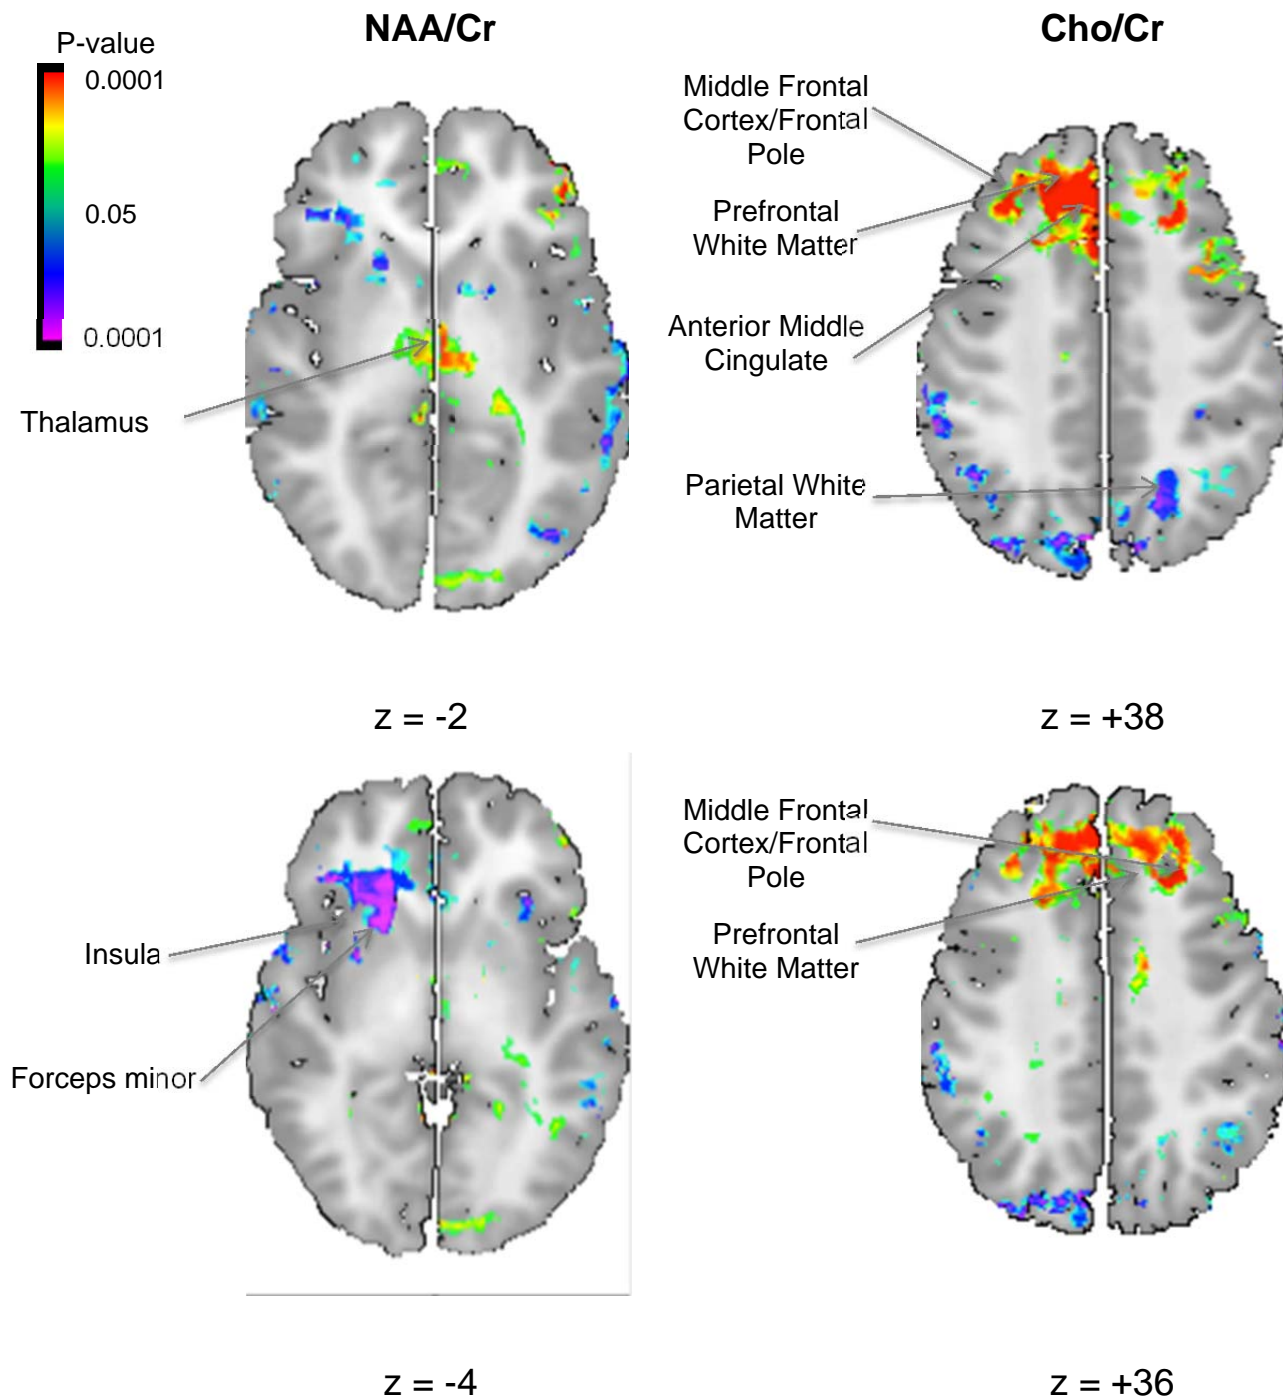 NAA/Cr
Cho/Cr
P-value
0.0001
0.05
0.0001
Thalamus
Middle Frontal
Cortex/Frontal
Pole
Prefrontal
White Matter
Anterior Middle
Cingulate
Parietal White
Matter
z = -2
z = +38
Insula
Forceps minor
Middle Frontal
Cortex/Frontal
Pole
Prefrontal
White Matter
z = -4
z = +36